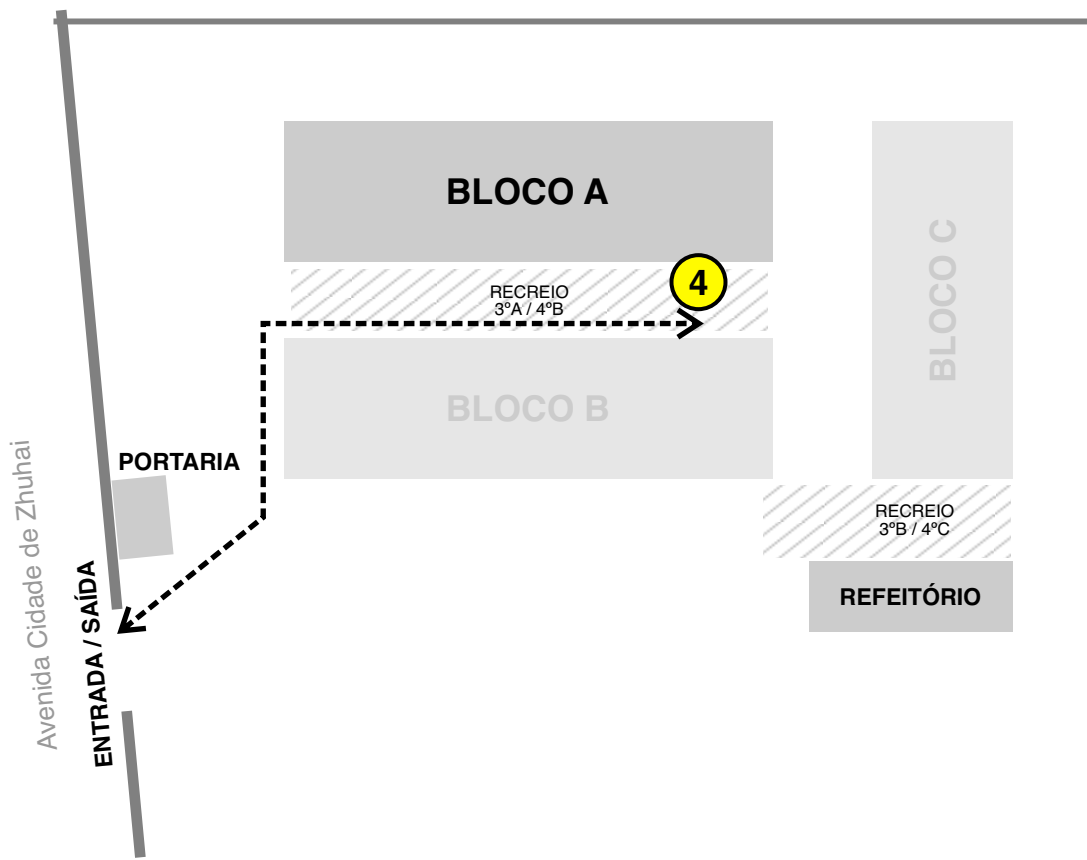 BLOCO A
BLOCO C
4
RECREIO
3ºA / 4ºB
BLOCO B
PORTARIA
Avenida Cidade de Zhuhai
ENTRADA / SAÍDA
RECREIO
3ºB / 4ºC
REFEITÓRIO